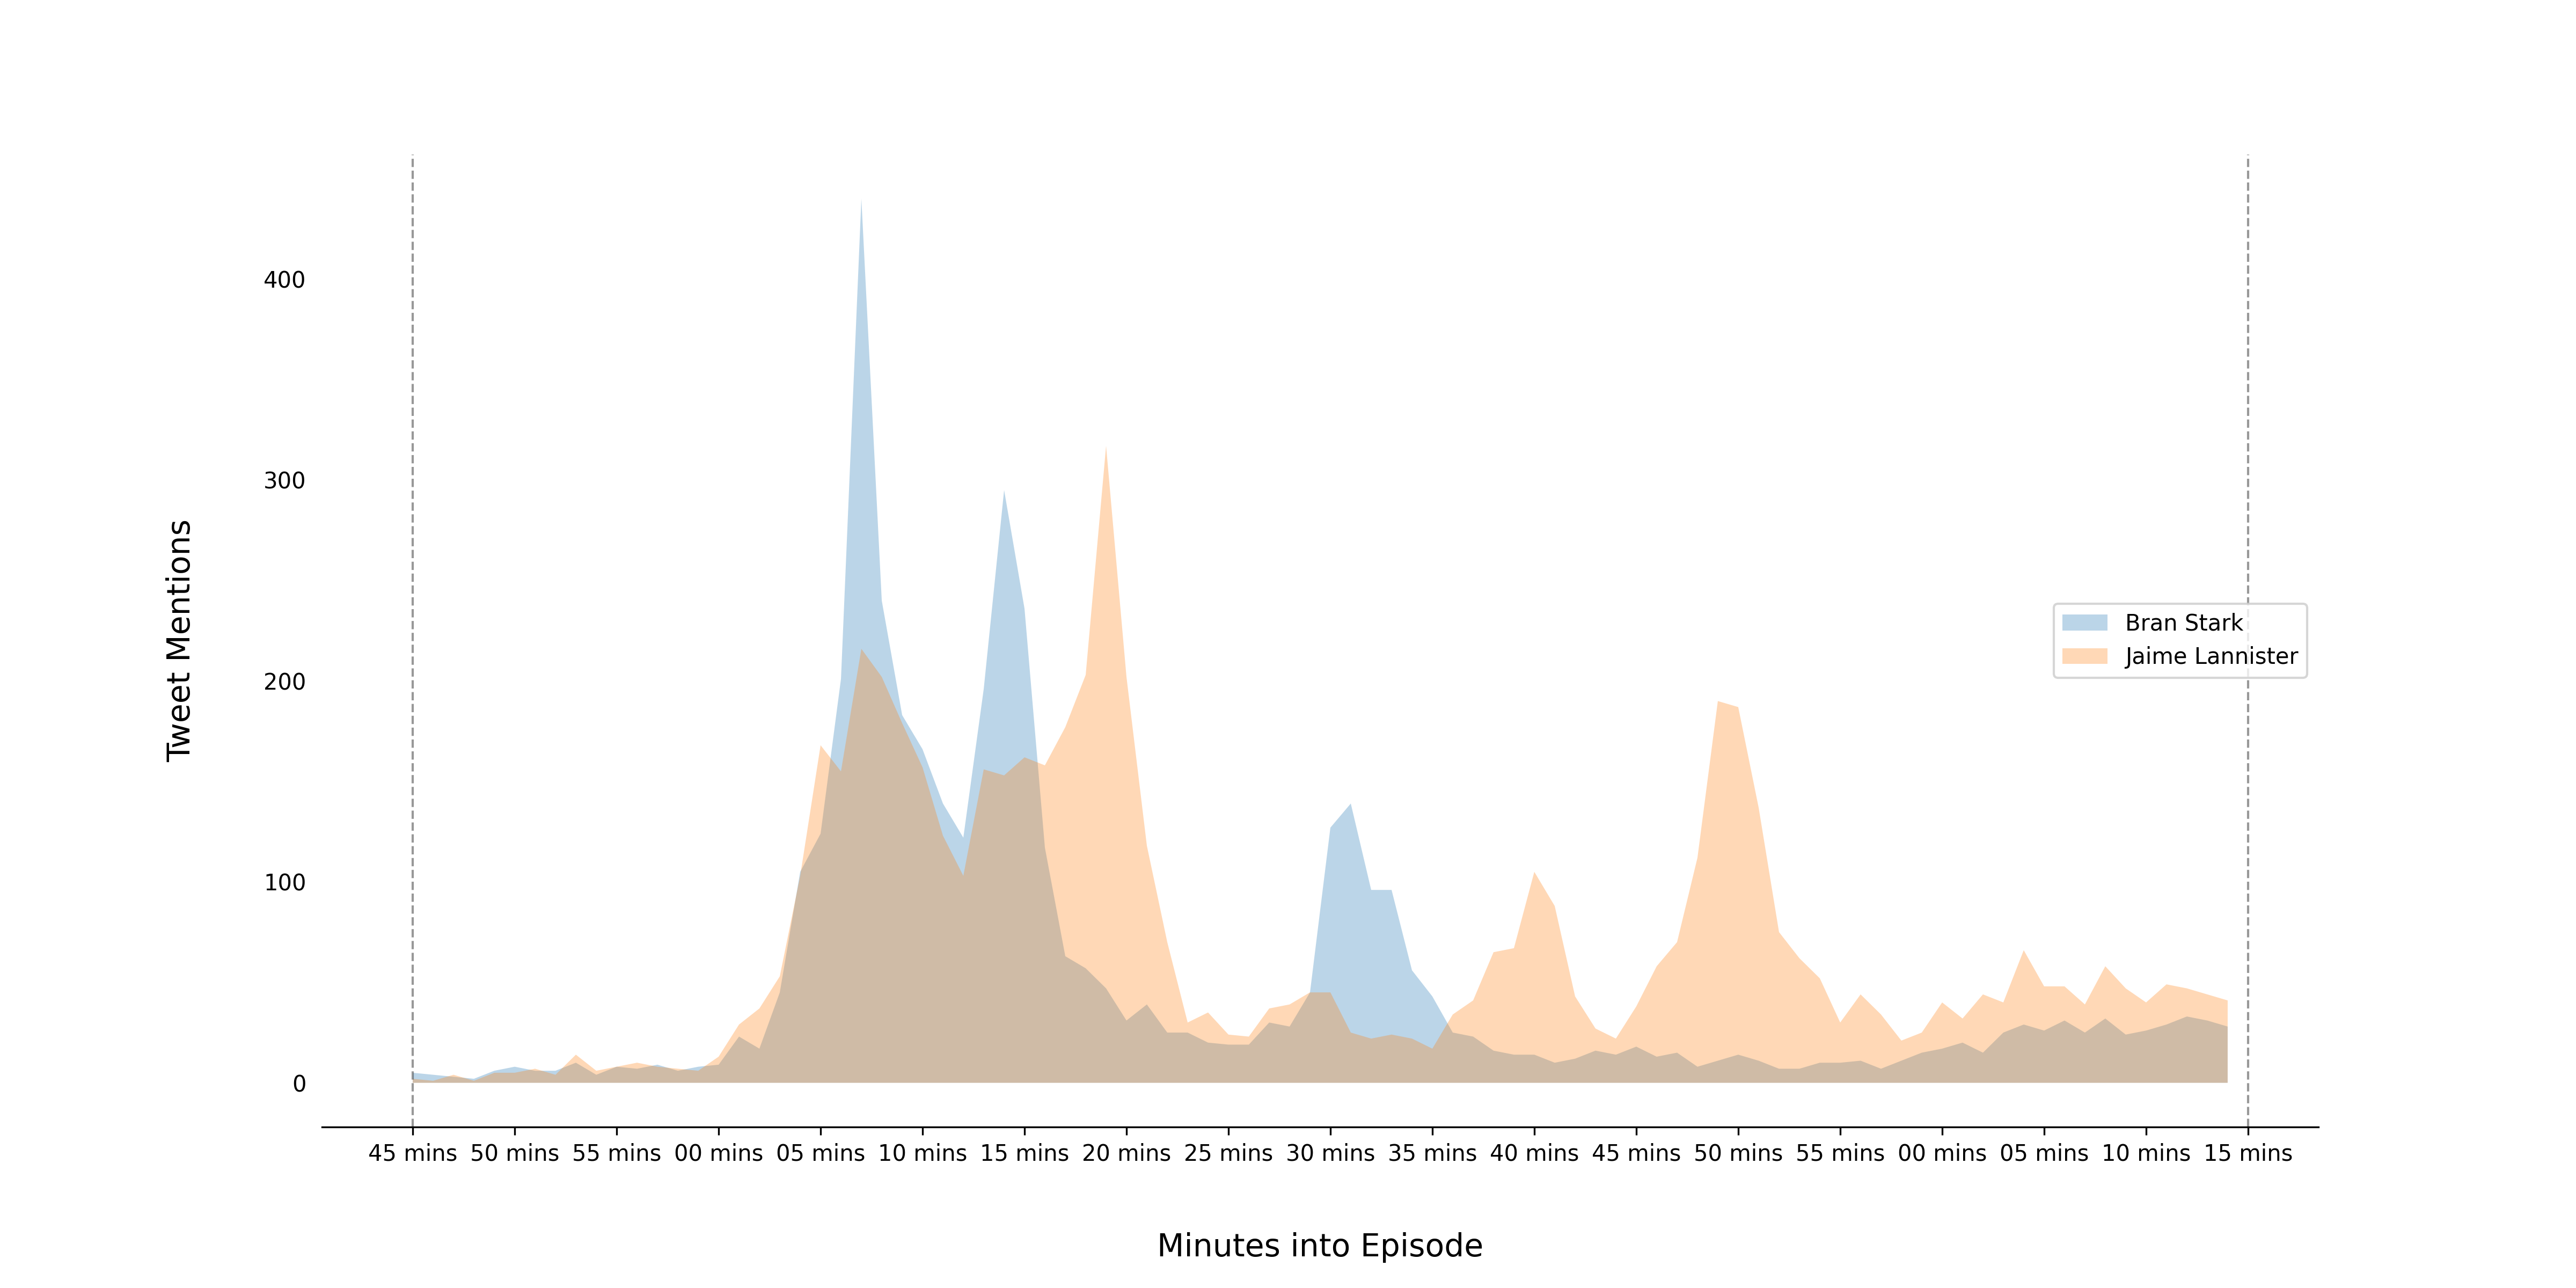 400
300
200
100
0
Tweet Mentions
Bran Stark
Jaime Lannister
45 mins 50 mins 55 mins 00 mins 05 mins 10 mins 15 mins 20 mins 25 mins 30 mins 35 mins 40 mins 45 mins 50 mins 55 mins 00 mins 05 mins 10 mins 15 mins
Minutes into Episode